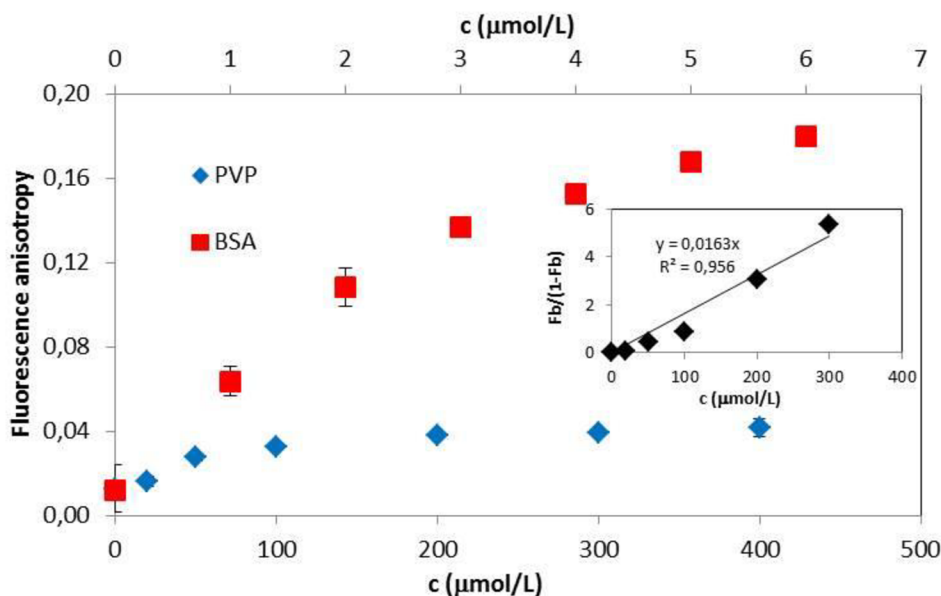 c (μmol/L)
0 1 2 3 4 5 6 7
0,20
0,16
0,12
0,08
0,04
0,00
Fluorescence anisotropy
PVP
BSA
6
4
2
0
Fb/(1-Fb)
y = 0,0163x
R² = 0,956
0 100 200 300 400
c (μmol/L)
0 100 200 300 400 500
c (μmol/L)